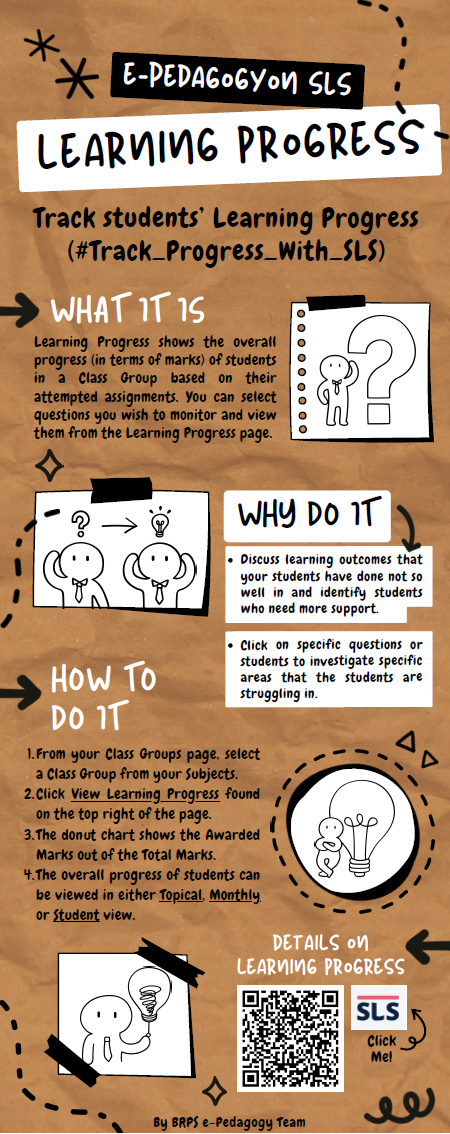 E-PEDAGOGY ON SLS
LEARNING PROGRESS
Track students' Learning Progress
(#Track_Progress_With_SLS)
WHAT IT IS
Learning Progress shows the overall
progress (in terms of marks) of students
in a Class Group based on their
attempted assignments. You can select
questions you wish to monitor and view
them from the Learning Progress page.
WHY DO IT
• Discuss learning outcomes that
your students have done not so
well in and identify students
who need more support.
• Click on specific questions or
students to investigate specific
areas that the students are
struggling in.
HOW TO
DO IT
1. From your Class Groups page, select
a Class Group from your Subjects.
2. Click View Learning Progress found
on the top right of the page.
3. The donut chart shows the Awarded
Marks out of the Total Marks.
4. The overall progress of students can
be viewed in either Topical, Monthly
or Student view.
DETAILS ON
LEARNING PROGRESS
SLS
Click
Me!
By BRPS e-Pedagogy Team